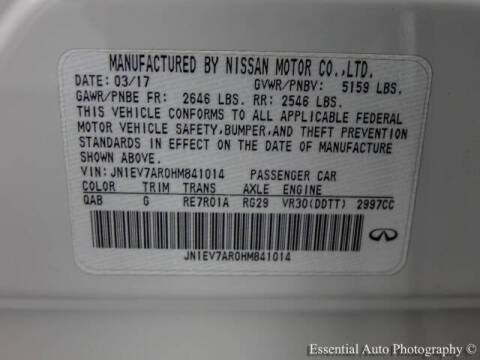 MANUFACTURED BY NISSAN MOTOR CO.,LTD.
DATE: 03/17 GVWR/PNBV: 5159 LBS.
GAWR/PNBE FR: 2646 LBS. RR: 2546 LBS.
THIS VEHICLE CONFORMS TO ALL APPLICABLE FEDERAL
MOTOR VEHICLE SAFETY, BUMPER, AND THEFT PREVENTION
STANDARDS IN EFFECT ON THE DATE OF MANUFACTURE
SHOWN ABOVE.
VIN: JN1EV7AR0HM841014 PASSENGER CAR
COLOR TRIM TRANS AXLE ENGINE
QAB G RE7R01A RG29 VR30(DDTT) 2997CC
JN1EV7AR0HM841014
Essential Auto Photography (c)